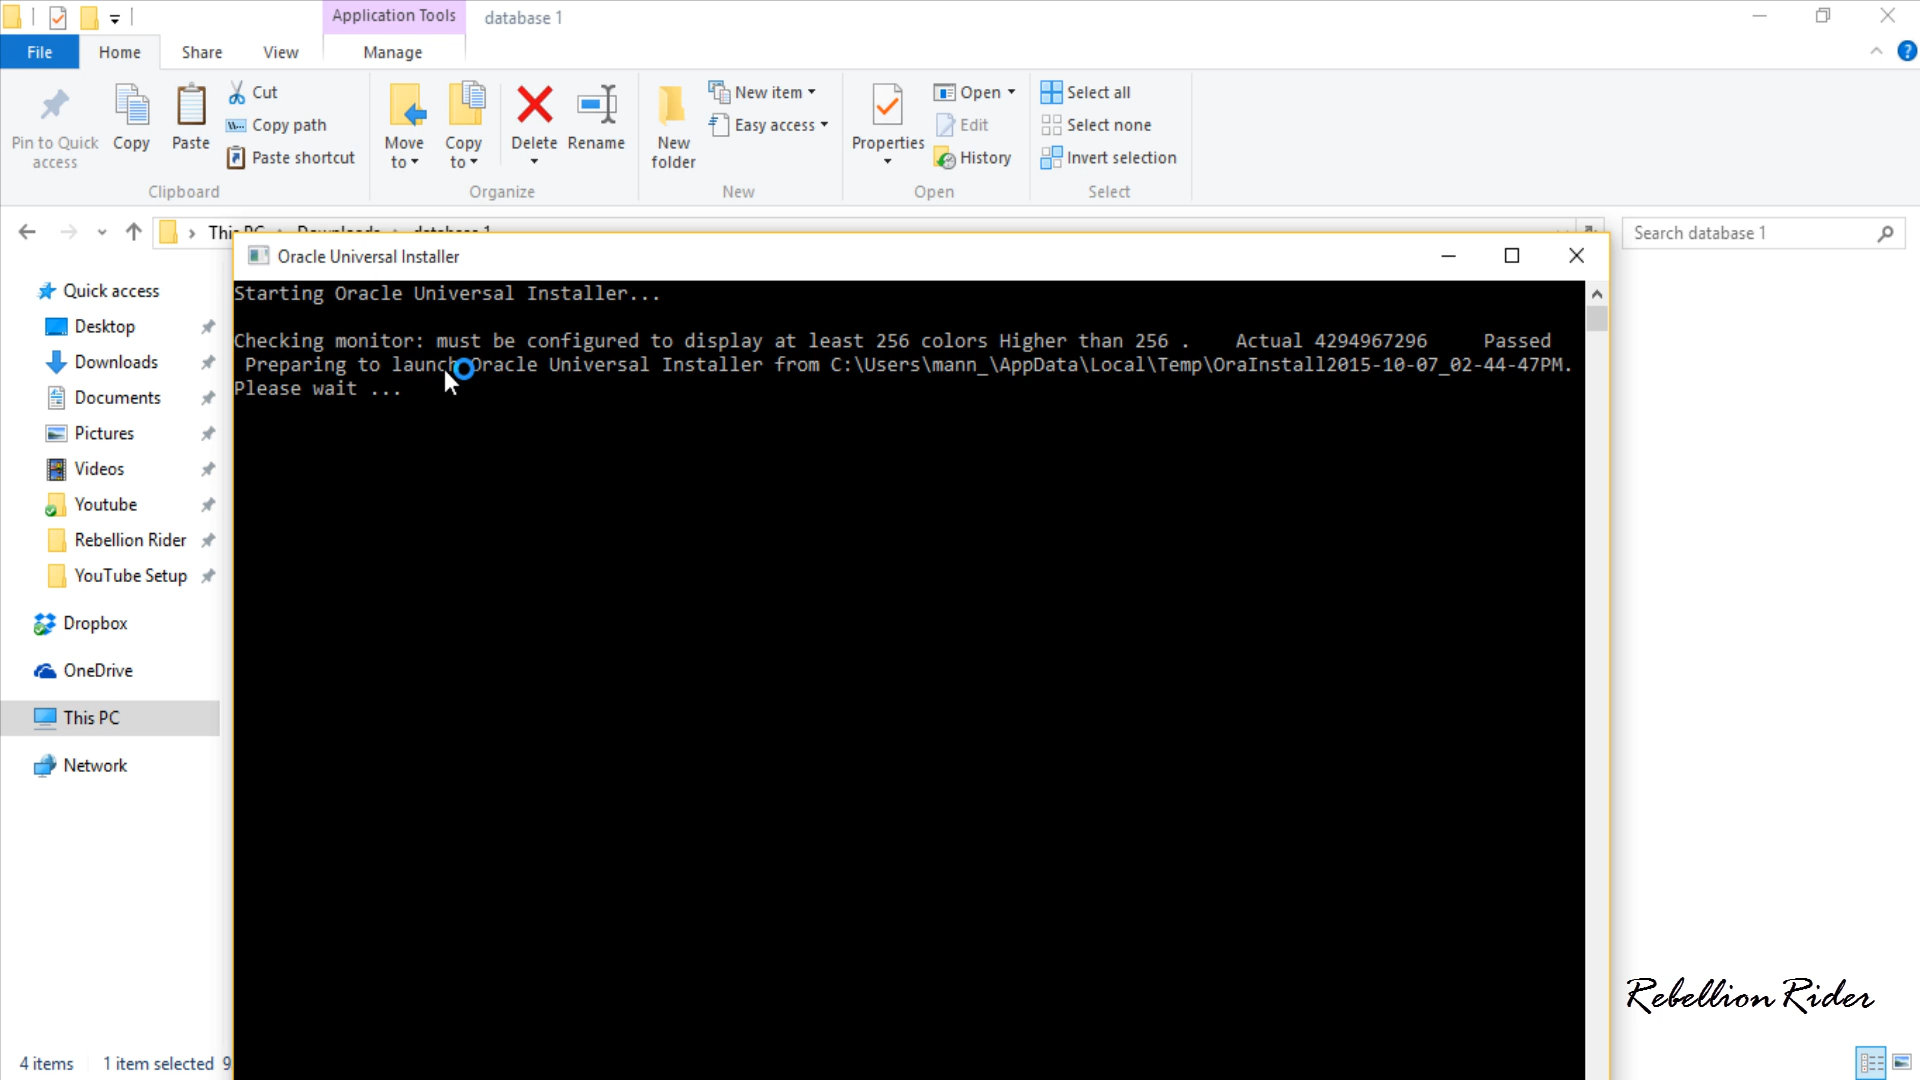 Application Tools
database 1
File
Home
Share
View
Manage
Pin to Quick
access
Copy
Paste
Cut
Copy path
Paste shortcut
Clipboard
Move
to
Copy
to
Delete
Rename
Organize
New
folder
New item
Easy access
New
Properties
Open
Edit
History
Open
Select all
Select none
Invert selection
Select
This PC
Downloads
database 1
Search database 1
Quick access
Desktop
Downloads
Documents
Pictures
Videos
Youtube
Rebellion Rider
YouTube Setup
Dropbox
OneDrive
This PC
Network
Oracle Universal Installer
Starting Oracle Universal Installer...
Checking monitor: must be configured to display at least 256 colors Higher than 256 . Actual 4294967296 Passed
Preparing to launch Oracle Universal Installer from C:\Users\mann_\AppData\Local\Temp\OraInstall2015-10-07_02-44-47PM.
Please wait ...
Rebellion Rider
4 items
1 item selected 9